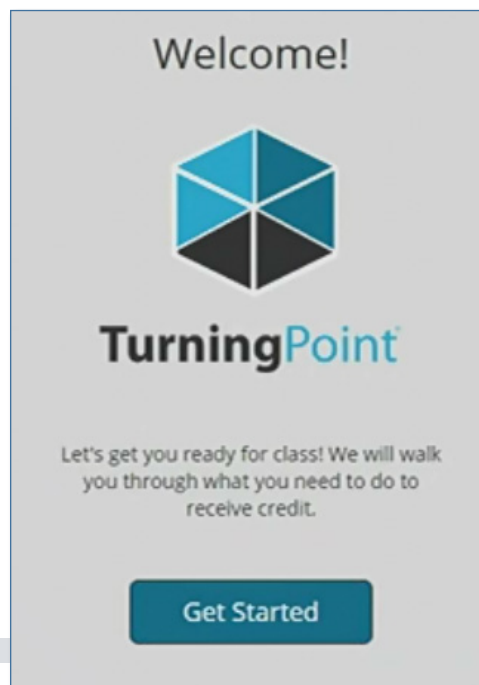 Welcome!
TurningPoint
Let's get you ready for class! We will walk
you through what you need to do to
receive credit.
Get Started